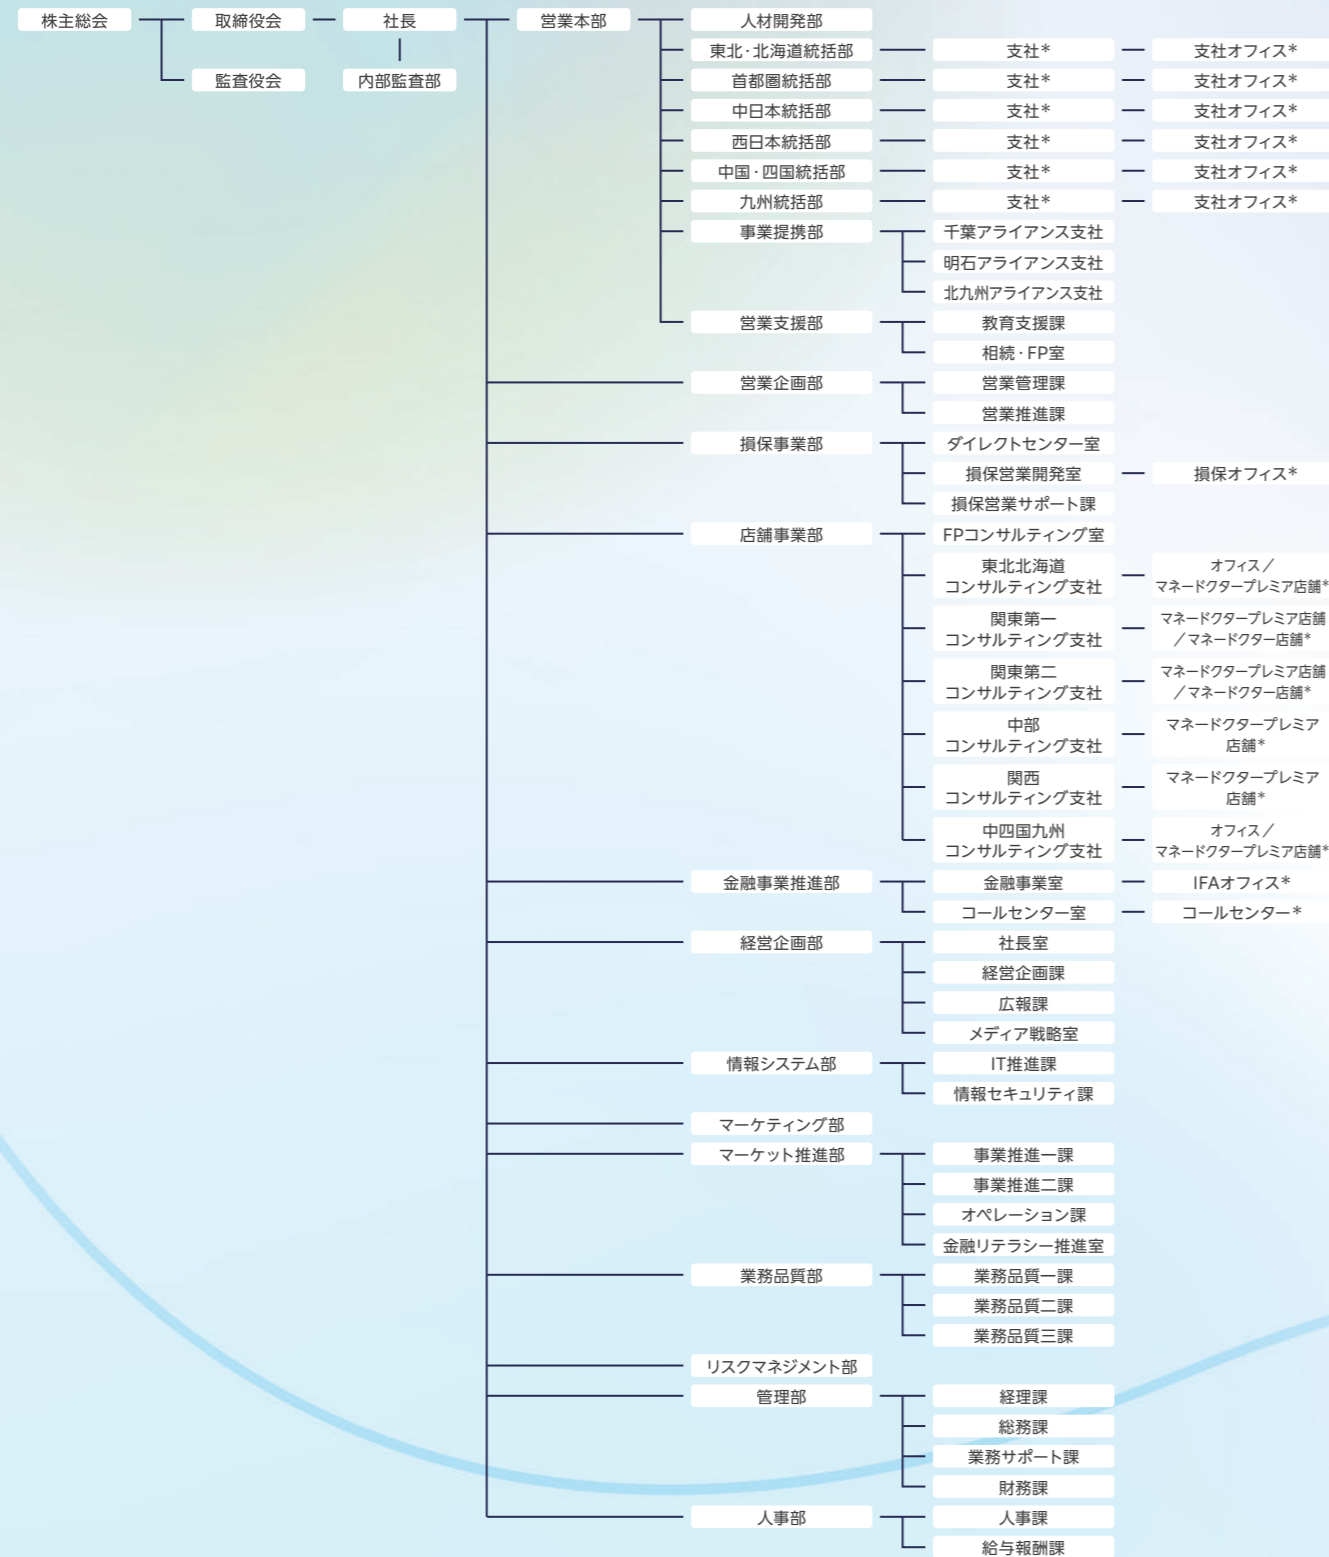 株主総会
取締役会
社長
営業本部
人材開発部
東北・北海道統括部
支社*
支社オフィス*
監査役会
内部監査部
首都圏統括部
支社*
支社オフィス*
中日本統括部
支社*
支社オフィス*
西日本統括部
支社*
支社オフィス*
中国・四国統括部
支社*
支社オフィス*
九州統括部
支社*
支社オフィス*
事業提携部
千葉アライアンス支社
明石アライアンス支社
北九州アライアンス支社
営業支援部
教育支援課
相続・FP室
営業企画部
営業管理課
営業推進課
損保事業部
ダイレクトセンター室
損保営業開発室
損保オフィス*
損保営業サポート課
店舗事業部
FPコンサルティング室
東北北海道
コンサルティング支社
オフィス／
マネードクタープレミア店舗*
関東第一
コンサルティング支社
マネードクタープレミア店舗
／マネードクター店舗*
関東第二
コンサルティング支社
マネードクタープレミア店舗
／マネードクター店舗*
中部
コンサルティング支社
マネードクタープレミア
店舗*
関西
コンサルティング支社
マネードクタープレミア
店舗*
中四国九州
コンサルティング支社
オフィス／
マネードクタープレミア店舗*
金融事業推進部
金融事業室
IFAオフィス*
コールセンター室
コールセンター*
経営企画部
社長室
経営企画課
広報課
メディア戦略室
情報システム部
IT推進課
情報セキュリティ課
マーケティング部
マーケット推進部
事業推進一課
事業推進二課
オペレーション課
金融リテラシー推進室
業務品質部
業務品質一課
業務品質二課
業務品質三課
リスクマネジメント部
管理部
経理課
総務課
業務サポート課
財務課
人事部
人事課
給与報酬課